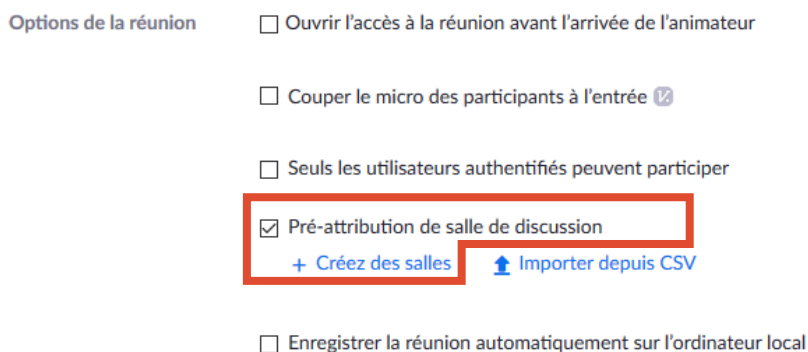 Options de la réunion
Ouvrir l’accès à la réunion avant l’arrivée de l’animateur
Couper le micro des participants à l’entrée
Seuls les utilisateurs authentifiés peuvent participer
Pré-attribution de salle de discussion
+ Créez des salles
Importer depuis CSV
Enregistrer la réunion automatiquement sur l’ordinateur local